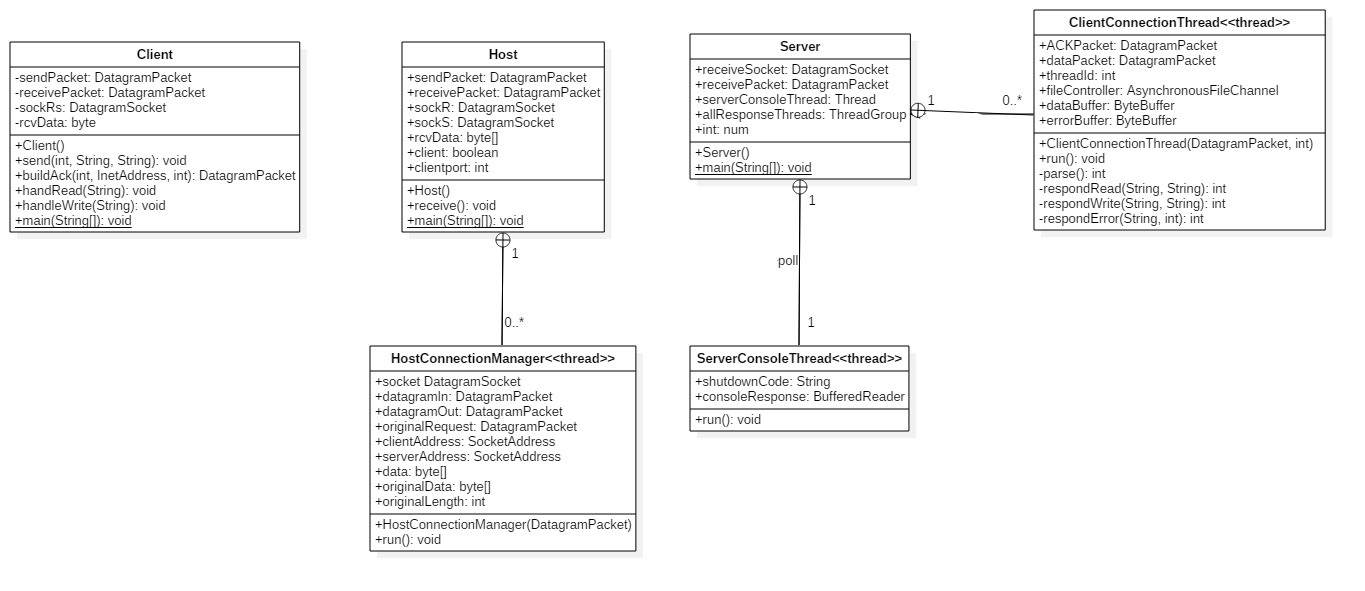 Client
-sendPacket: DatagramPacket
-receivePacket: DatagramPacket
-sockRs: DatagramSocket
-rcvData: byte
+Client()
+send(int, String, String): void
+buildAck(int, InetAddress, int): DatagramPacket
+handRead(String): void
+handleWrite(String): void
+main(String[]): void
Host
+sendPacket: DatagramPacket
+receivePacket: DatagramPacket
+sockR: DatagramSocket
+sockS: DatagramSocket
+rcvData: byte[]
+client: boolean
+clientport: int
+Host()
+receive(): void
+main(String[]): void
1
0..*
HostConnectionManager<<thread>>
+socket DatagramSocket
+datagramIn: DatagramPacket
+datagramOut: DatagramPacket
+originalRequest: DatagramPacket
+clientAddress: SocketAddress
+serverAddress: SocketAddress
+data: byte[]
+originalData: byte[]
+originalLength: int
+HostConnectionManager(DatagramPacket)
+run(): void
Server
+receiveSocket: DatagramSocket
+receivePacket: DatagramPacket
+serverConsoleThread: Thread
+allResponseThreads: ThreadGroup
+int: num
+Server()
+main(String[]): void
1
0..*
1
poll
1
ServerConsoleThread<<thread>>
+shutdownCode: String
+consoleResponse: BufferedReader
+run(): void
ClientConnectionThread<<thread>>
+ACKPacket: DatagramPacket
+dataPacket: DatagramPacket
+threadId: int
+fileController: AsynchronousFileChannel
+dataBuffer: ByteBuffer
+errorBuffer: ByteBuffer
+ClientConnectionThread(DatagramPacket, int)
+run(): void
-parse(): int
-respondRead(String, String): int
-respondWrite(String, String): int
-respondError(String, int): int